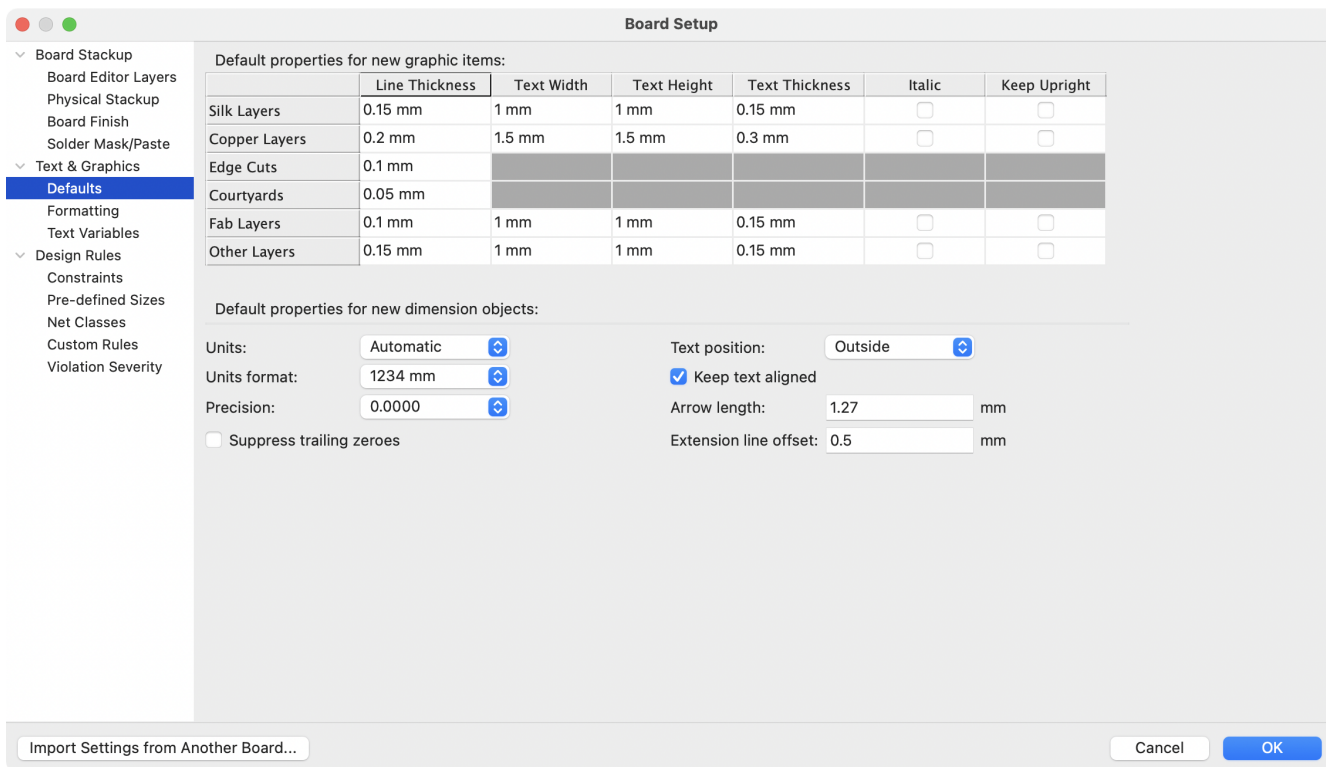 Board Setup
Board Stackup
Board Editor Layers
Physical Stackup
Board Finish
Solder Mask/Paste
Text & Graphics
Defaults
Formatting
Text Variables
Design Rules
Constraints
Pre-defined Sizes
Net Classes
Custom Rules
Violation Severity
Default properties for new graphic items:
Line Thickness Text Width Text Height Text Thickness Italic Keep Upright
Silk Layers 0.15 mm 1 mm 1 mm 0.15 mm
Copper Layers 0.2 mm 1.5 mm 1.5 mm 0.3 mm
Edge Cuts 0.1 mm
Courtyards 0.05 mm
Fab Layers 0.1 mm 1 mm 1 mm 0.15 mm
Other Layers 0.15 mm 1 mm 1 mm 0.15 mm
Default properties for new dimension objects:
Units: Automatic Text position: Outside
Units format: 1234 mm Keep text aligned
Precision: 0.0000 Arrow length: 1.27 mm
Suppress trailing zeroes Extension line offset: 0.5 mm
Import Settings from Another Board... Cancel OK